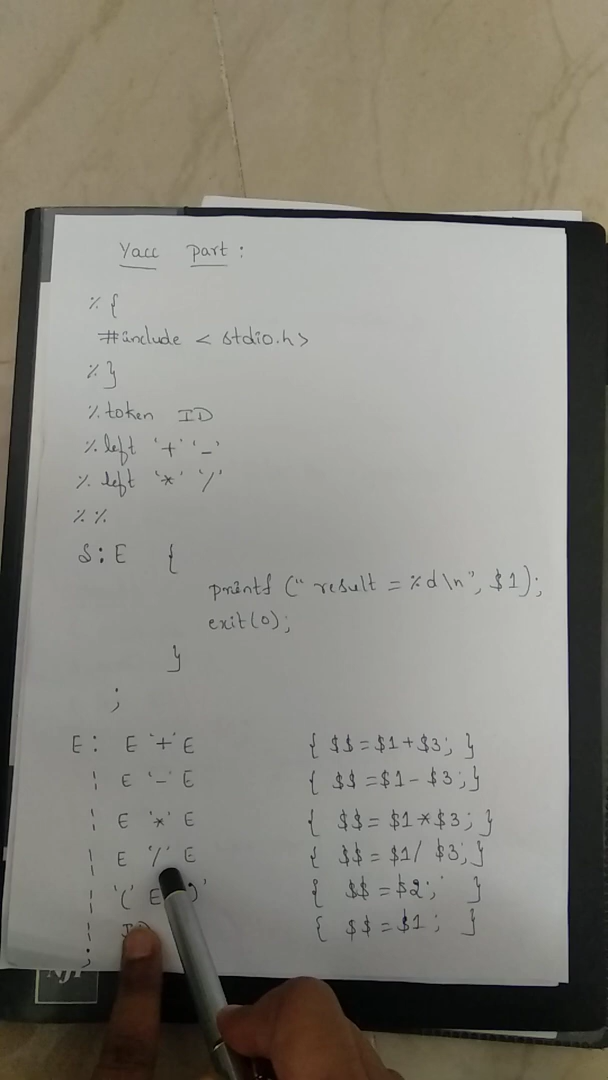 Yacc part:
%{
#include < stdio.h>
%}
%token ID
%left '+' '-'
%left '*' '/'
%%
S:E {
printf ("result = %d\n", $1);
exit(0);
}
;
E: E '+' E { $$=$1+$3; }
| E '-' E { $$=$1-$3;}
| E '*' E { $$=$1*$3; }
| E '/' E { $$=$1/ $3;}
| '(' E ')' { $$=$2; }
| ID { $$=$1; }
;